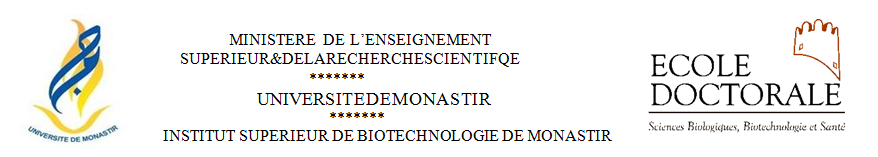 UNIVERSITE DE MONASTIR
MINISTERE DE L’ENSEIGNEMENT
SUPERIEUR&DELARECHERCHESCIENTIFQE
*******
UNIVERSITEDEMONASTIR
*******
INSTITUT SUPERIEUR DE BIOTECHNOLOGIE DE MONASTIR
ECOLE
DOCTORALE
Sciences Biologiques, Biotechnologie et Santé